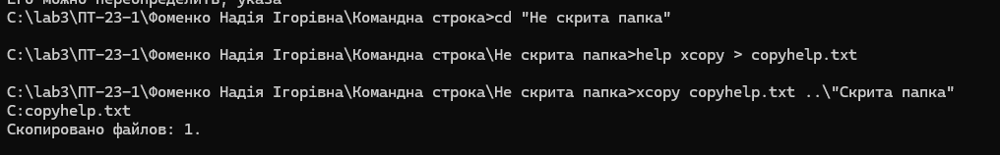 Его можно переопределить, указа
C:\lab3\ПТ-23-1\Фоменко Надія Ігорівна\Командна строка>cd "Не скрита папка"
C:\lab3\ПТ-23-1\Фоменко Надія Ігорівна\Командна строка\Не скрита папка>help xcopy > copyhelp.txt
C:\lab3\ПТ-23-1\Фоменко Надія Ігорівна\Командна строка\Не скрита папка>xcopy copyhelp.txt ..\"Скрита папка"
C:copyhelp.txt
Скопировано файлов: 1.